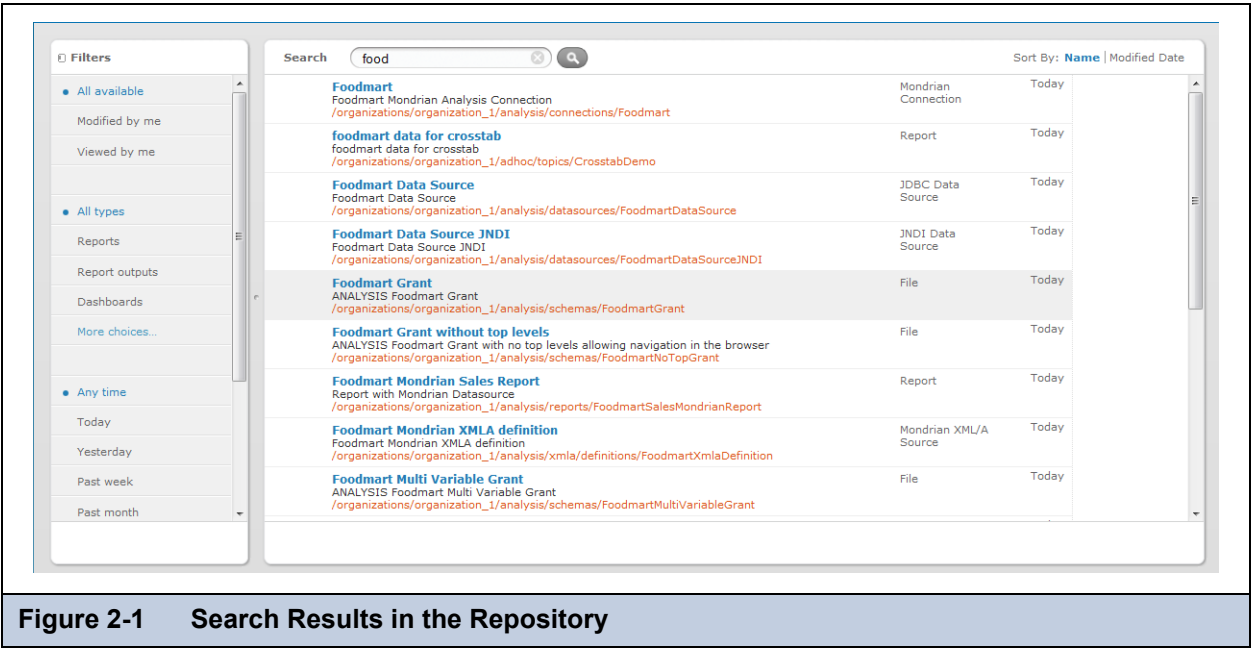 Filters
All available
Modified by me
Viewed by me
All types
Reports
Report outputs
Dashboards
More choices...
Any time
Today
Yesterday
Past week
Past month
Search food Sort By: Name | Modified Date
Foodmart Mondrian Today
Foodmart Mondrian Analysis Connection Connection
/organizations/organization_1/analysis/connections/Foodmart
foodmart data for crosstab Report Today
foodmart data for crosstab
/organizations/organization_1/adhoc/topics/CrosstabDemo
Foodmart Data Source JDBC Data Today
Foodmart Data Source Source
/organizations/organization_1/analysis/datasources/FoodmartDataSource
Foodmart Data Source JNDI JNDI Data Today
Foodmart Data Source JNDI Source
/organizations/organization_1/analysis/datasources/FoodmartDataSourceJNDI
Foodmart Grant File Today
ANALYSIS Foodmart Grant
/organizations/organization_1/analysis/schemas/FoodmartGrant
Foodmart Grant without top levels File Today
ANALYSIS Foodmart Grant with no top levels allowing navigation in the browser
/organizations/organization_1/analysis/schemas/FoodmartNoTopGrant
Foodmart Mondrian Sales Report Report Today
Report with Mondrian Datasource
/organizations/organization_1/analysis/reports/FoodmartSalesMondrianReport
Foodmart Mondrian XMLA definition Mondrian XML/A Today
Foodmart Mondrian XMLA definition Source
/organizations/organization_1/analysis/xmla/definitions/FoodmartXmlaDefinition
Foodmart Multi Variable Grant File Today
ANALYSIS Foodmart Multi Variable Grant
/organizations/organization_1/analysis/schemas/FoodmartMultiVariableGrant
Figure 2-1 Search Results in the Repository